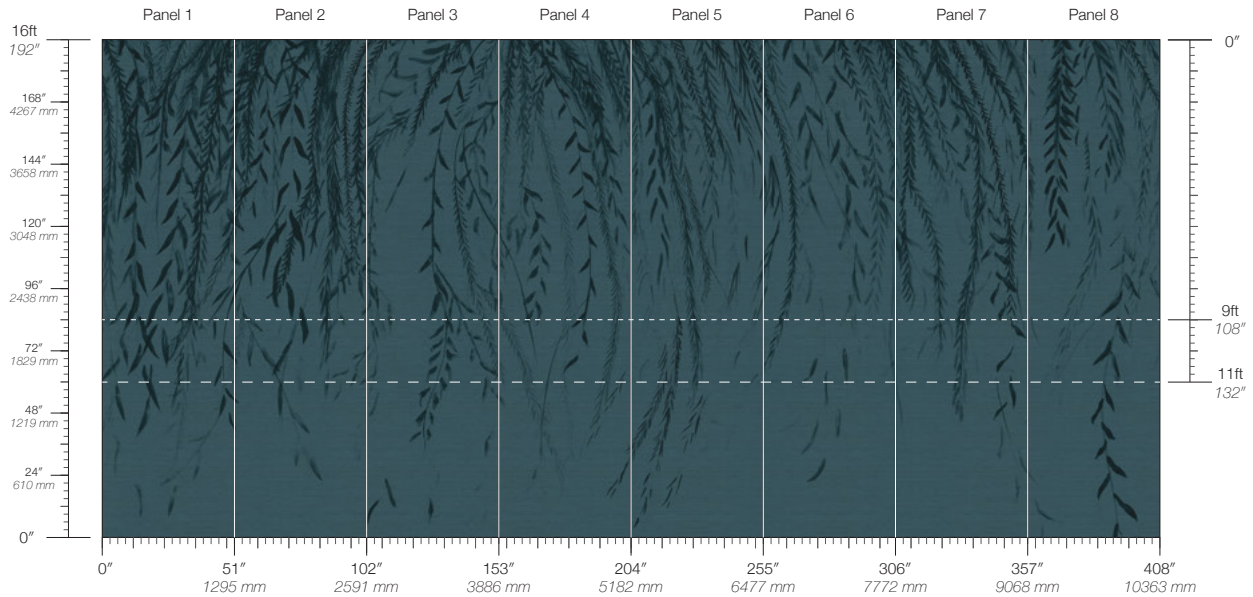 Panel 1 Panel 2 Panel 3 Panel 4 Panel 5 Panel 6 Panel 7 Panel 8
16ft
192″
168″
4267 mm
144″
3658 mm
120″
3048 mm
96″
2438 mm
72″
1829 mm
48″
1219 mm
24″
610 mm
0″
0″
9ft
108″
11ft
132″
0″ 51″ 102″ 153″ 204″ 255″ 306″ 357″ 408″
1295 mm 2591 mm 3886 mm 5182 mm 6477 mm 7772 mm 9068 mm 10363 mm